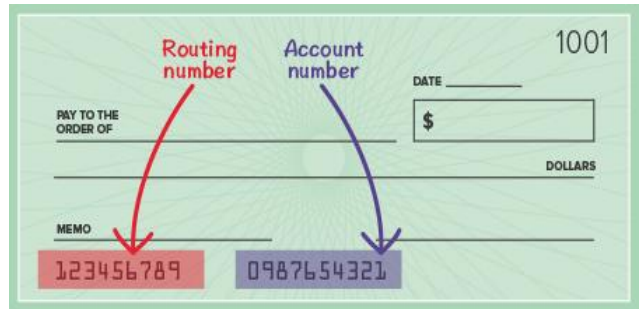 1001
Routing
number
Account
number
DATE
PAY TO THE
ORDER OF
$
DOLLARS
MEMO
123456789
0987654321